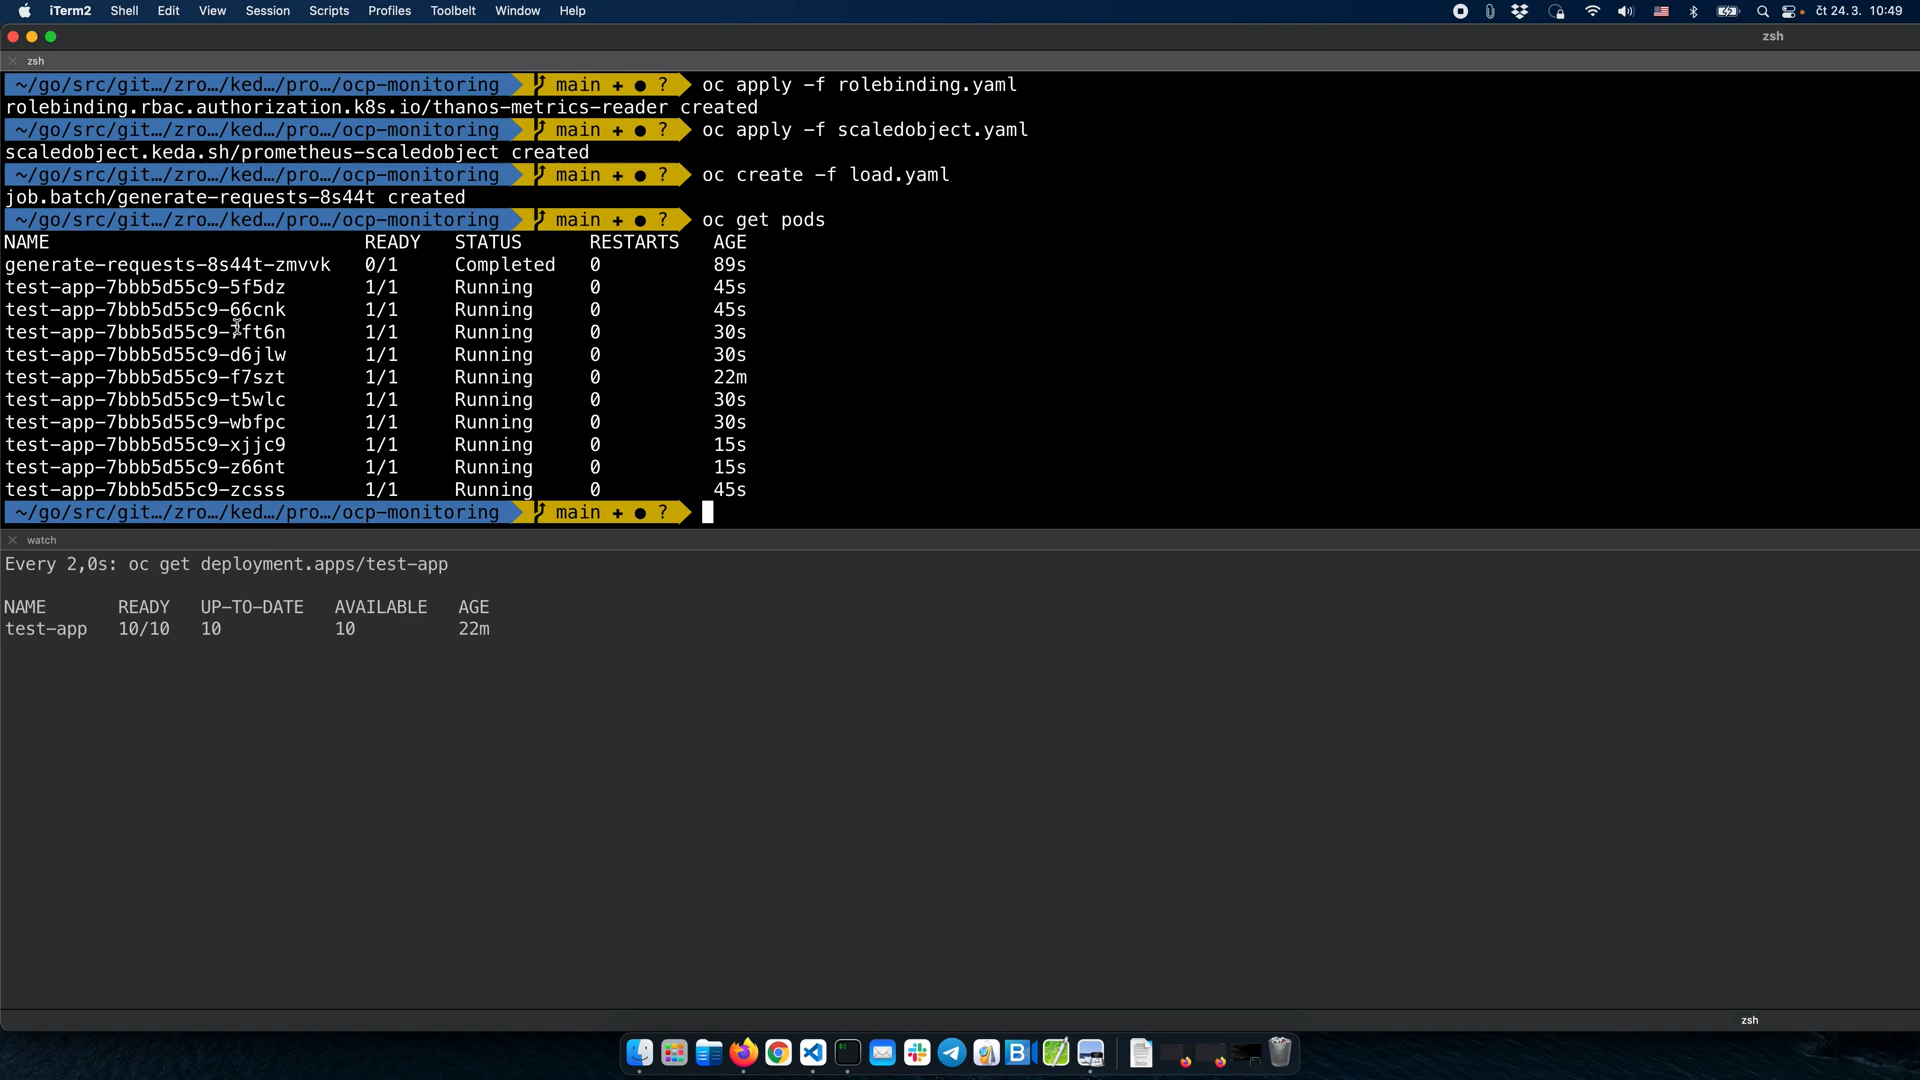 iTerm2 Shell Edit View Session Scripts Profiles Toolbelt Window Help čt 24.3. 10:49
zsh
zsh
~/go/src/git…/zro…/ked…/pro…/ocp-monitoring main + ● ? oc apply -f rolebinding.yaml
rolebinding.rbac.authorization.k8s.io/thanos-metrics-reader created
~/go/src/git…/zro…/ked…/pro…/ocp-monitoring main + ● ? oc apply -f scaledobject.yaml
scaledobject.keda.sh/prometheus-scaledobject created
~/go/src/git…/zro…/ked…/pro…/ocp-monitoring main + ● ? oc create -f load.yaml
job.batch/generate-requests-8s44t created
~/go/src/git…/zro…/ked…/pro…/ocp-monitoring main + ● ? oc get pods
NAME READY STATUS RESTARTS AGE
generate-requests-8s44t-zmvvk 0/1 Completed 0 89s
test-app-7bbb5d55c9-5f5dz 1/1 Running 0 45s
test-app-7bbb5d55c9-66cnk 1/1 Running 0 45s
1/1 Running 0 30s
test-app-7bbb5d55c9-d6jlw 1/1 Running 0 30s
test-app-7bbb5d55c9-f7szt 1/1 Running 0 22m
test-app-7bbb5d55c9-t5wlc 1/1 Running 0 30s
test-app-7bbb5d55c9-wbfpc 1/1 Running 0 30s
test-app-7bbb5d55c9-xjjc9 1/1 Running 0 15s
test-app-7bbb5d55c9-z66nt 1/1 Running 0 15s
test-app-7bbb5d55c9-zcsss 1/1 Running 0 45s
~/go/src/git…/zro…/ked…/pro…/ocp-monitoring main + ● ?
watch
Every 2,0s: oc get deployment.apps/test-app
NAME READY UP-TO-DATE AVAILABLE AGE
test-app 10/10 10 10 22m
zsh